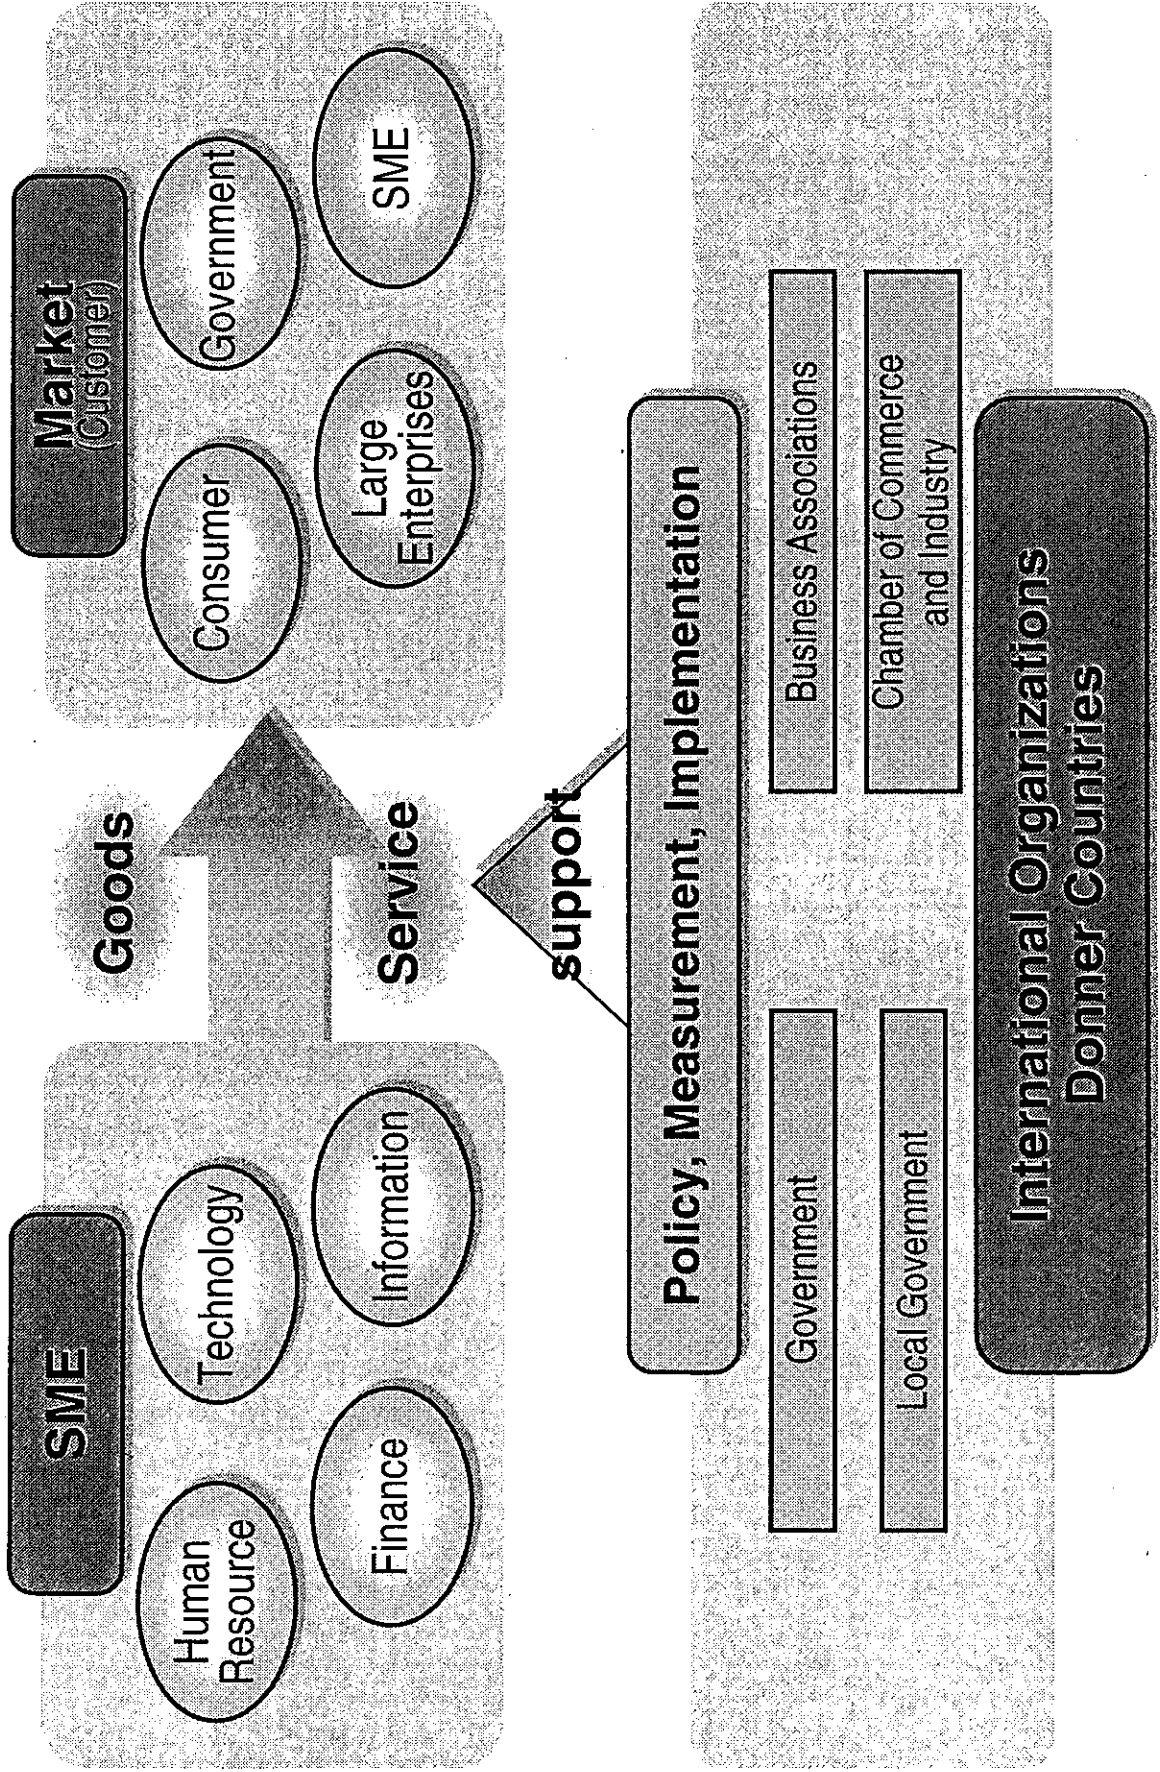 SME
Human
Resource
Technology
Finance
Information
Goods
Service
Market
(Customer)
Consumer
Government
Large
Enterprises
SME
support
Policy, Measurement, Implementation
Government
Local Government
Business Associations
Chamber of Commerce
and Industry
International Organizations
Donner Countries